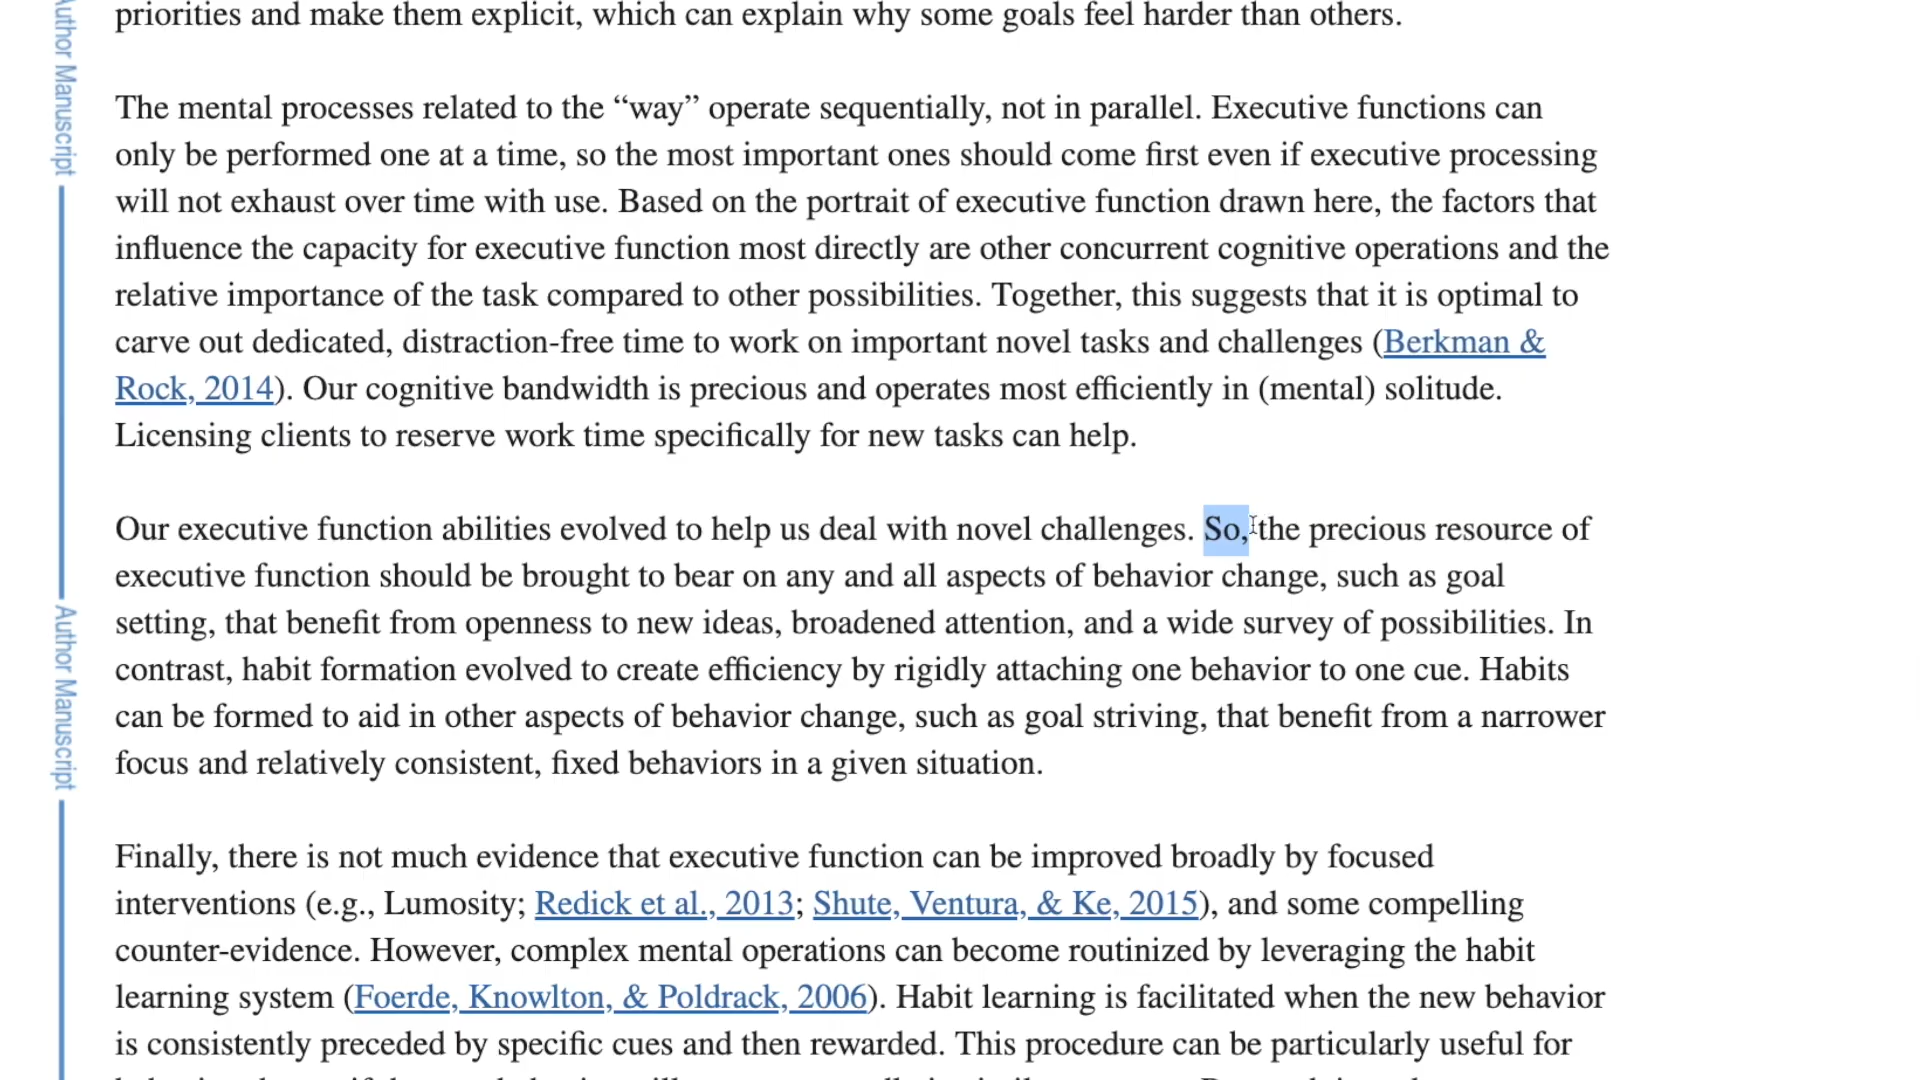 priorities and make them explicit, which can explain why some goals feel harder than others.
The mental processes related to the “way” operate sequentially, not in parallel. Executive functions can
only be performed one at a time, so the most important ones should come first even if executive processing
will not exhaust over time with use. Based on the portrait of executive function drawn here, the factors that
influence the capacity for executive function most directly are other concurrent cognitive operations and the
relative importance of the task compared to other possibilities. Together, this suggests that it is optimal to
carve out dedicated, distraction-free time to work on important novel tasks and challenges (Berkman &
Rock, 2014). Our cognitive bandwidth is precious and operates most efficiently in (mental) solitude.
Licensing clients to reserve work time specifically for new tasks can help.
Our executive function abilities evolved to help us deal with novel challenges. So, the precious resource of
executive function should be brought to bear on any and all aspects of behavior change, such as goal
setting, that benefit from openness to new ideas, broadened attention, and a wide survey of possibilities. In
contrast, habit formation evolved to create efficiency by rigidly attaching one behavior to one cue. Habits
can be formed to aid in other aspects of behavior change, such as goal striving, that benefit from a narrower
focus and relatively consistent, fixed behaviors in a given situation.
Finally, there is not much evidence that executive function can be improved broadly by focused
interventions (e.g., Lumosity; Redick et al., 2013; Shute, Ventura, & Ke, 2015), and some compelling
counter-evidence. However, complex mental operations can become routinized by leveraging the habit
learning system (Foerde, Knowlton, & Poldrack, 2006). Habit learning is facilitated when the new behavior
is consistently preceded by specific cues and then rewarded. This procedure can be particularly useful for
Author Manuscript
Author Manuscript